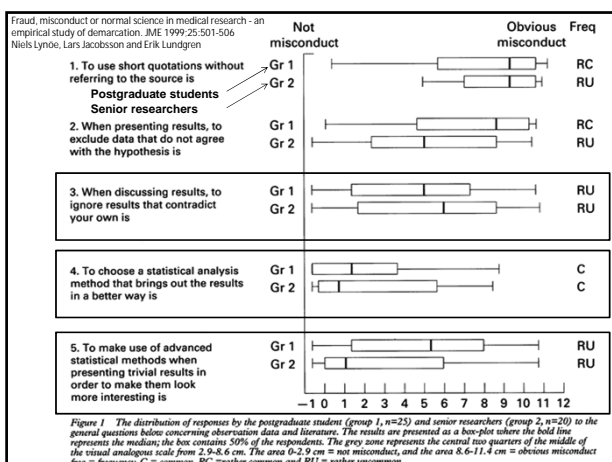 Fraud, misconduct or normal science in medical research - an
empirical study of demarcation. JME 1999;25:501-506
Niels Lynöe, Lars Jacobsson and Erik Lundgren
Not
misconduct
Obvious
misconduct
Freq
1. To use short quotations without
referring to the source is
Gr 1
RC
Gr 2
RU
Postgraduate students
Senior researchers
2. When presenting results, to
exclude data that do not agree
with the hypothesis is
Gr 1
RC
Gr 2
RU
3. When discussing results, to
ignore results that contradict
your own is
Gr 1
RU
Gr 2
RU
4. To choose a statistical analysis
method that brings out the results
in a better way is
Gr 1
C
Gr 2
C
5. To make use of advanced
statistical methods when
presenting trivial results in
order to make them look
more interesting is
Gr 1
RU
Gr 2
RU
–1 0 1 2 3 4 5 6 7 8 9 10 11 12
Figure 1 The distribution of responses by the postgraduate student (group 1, n=25) and senior researchers (group 2, n=20) to the
general questions below concerning observation data and literature. The results are presented as a box-plot where the bold line
represents the median; the box contains 50% of the respondents. The grey zone represents the central two quarters of the middle of
the visual analogous scale from 2.9-8.6 cm. The area 0-2.9 cm = not misconduct, and the area 8.6-11.4 cm = obvious misconduct